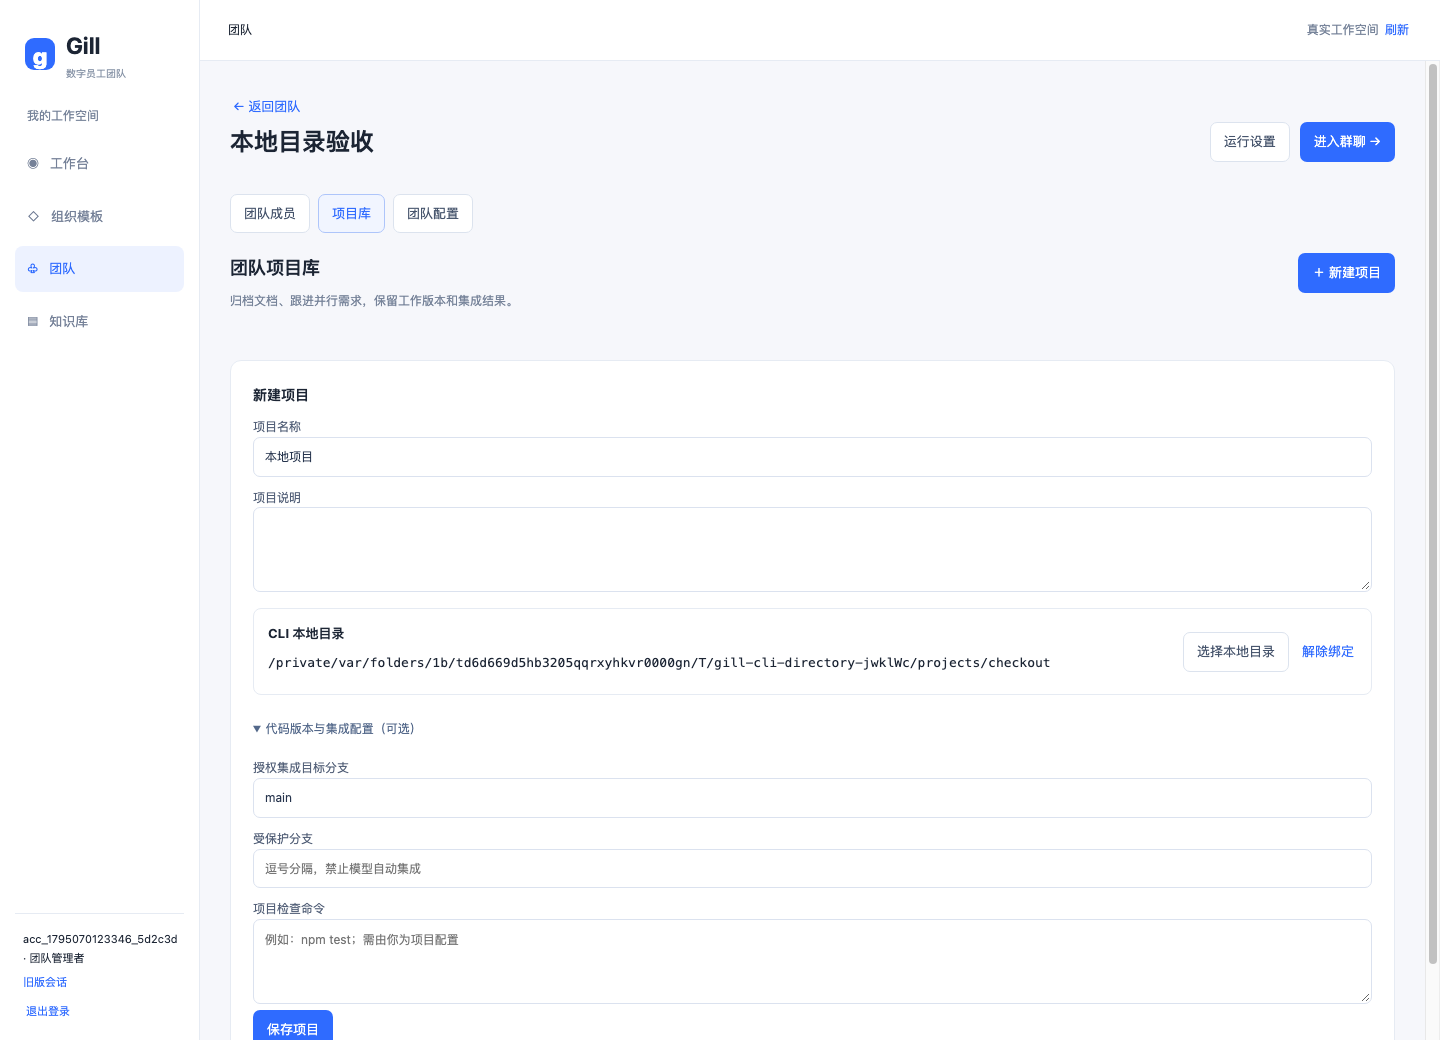 g
Gill
数字员工团队
我的工作空间
工作台
组织模板
团队
知识库
acc_1795070123346_5d2c3d
· 团队管理者
旧版会话
退出登录
团队
真实工作空间 刷新
← 返回团队
本地目录验收
运行设置
进入群聊 →
团队成员
项目库
团队配置
团队项目库
归档文档、跟进并行需求，保留工作版本和集成结果。
+ 新建项目
新建项目
项目名称
本地项目
项目说明
CLI 本地目录
/private/var/folders/1b/td6d669d5hb3205qqrxyhkvr0000gn/T/gill-cli-directory-jwklWc/projects/checkout
选择本地目录
解除绑定
▼ 代码版本与集成配置（可选）
授权集成目标分支
main
受保护分支
逗号分隔，禁止模型自动集成
项目检查命令
例如：npm test；需由你为项目配置
保存项目